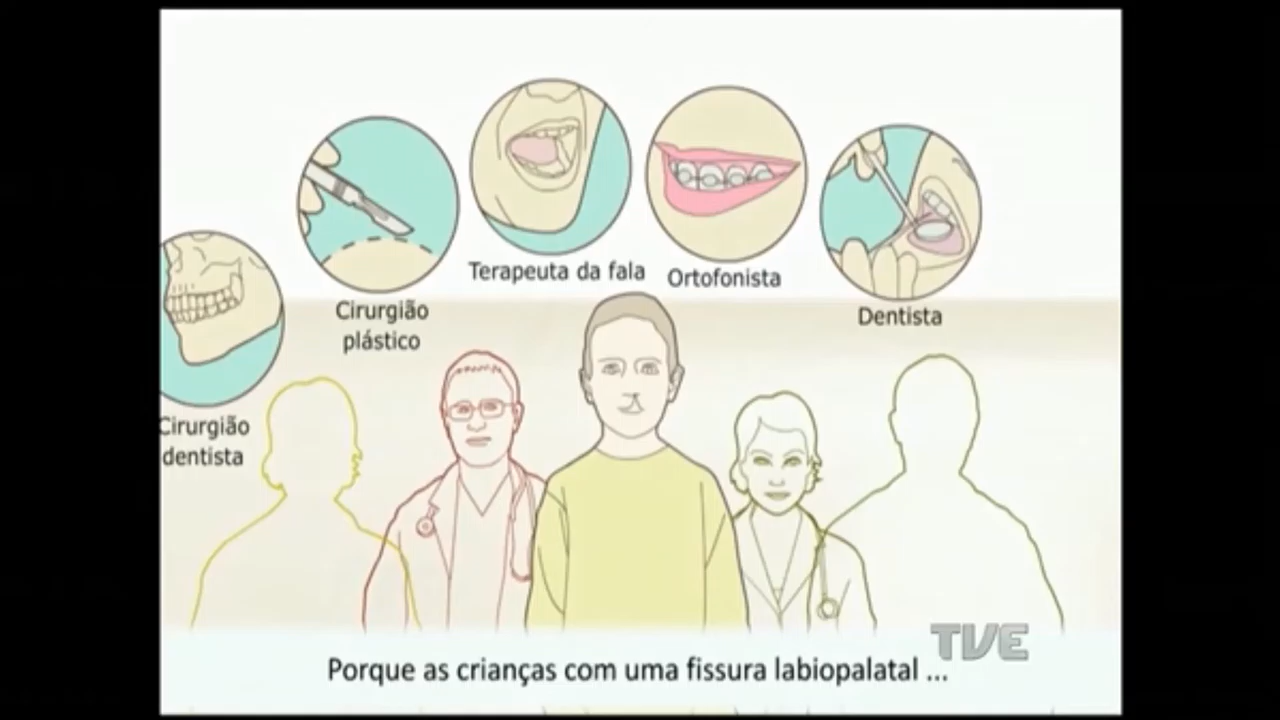 Terapeuta da fala
Ortofonista
Cirurgião
plástico
Dentista
Cirurgião
dentista
TVE
Porque as crianças com uma fissura labiopalatal ...